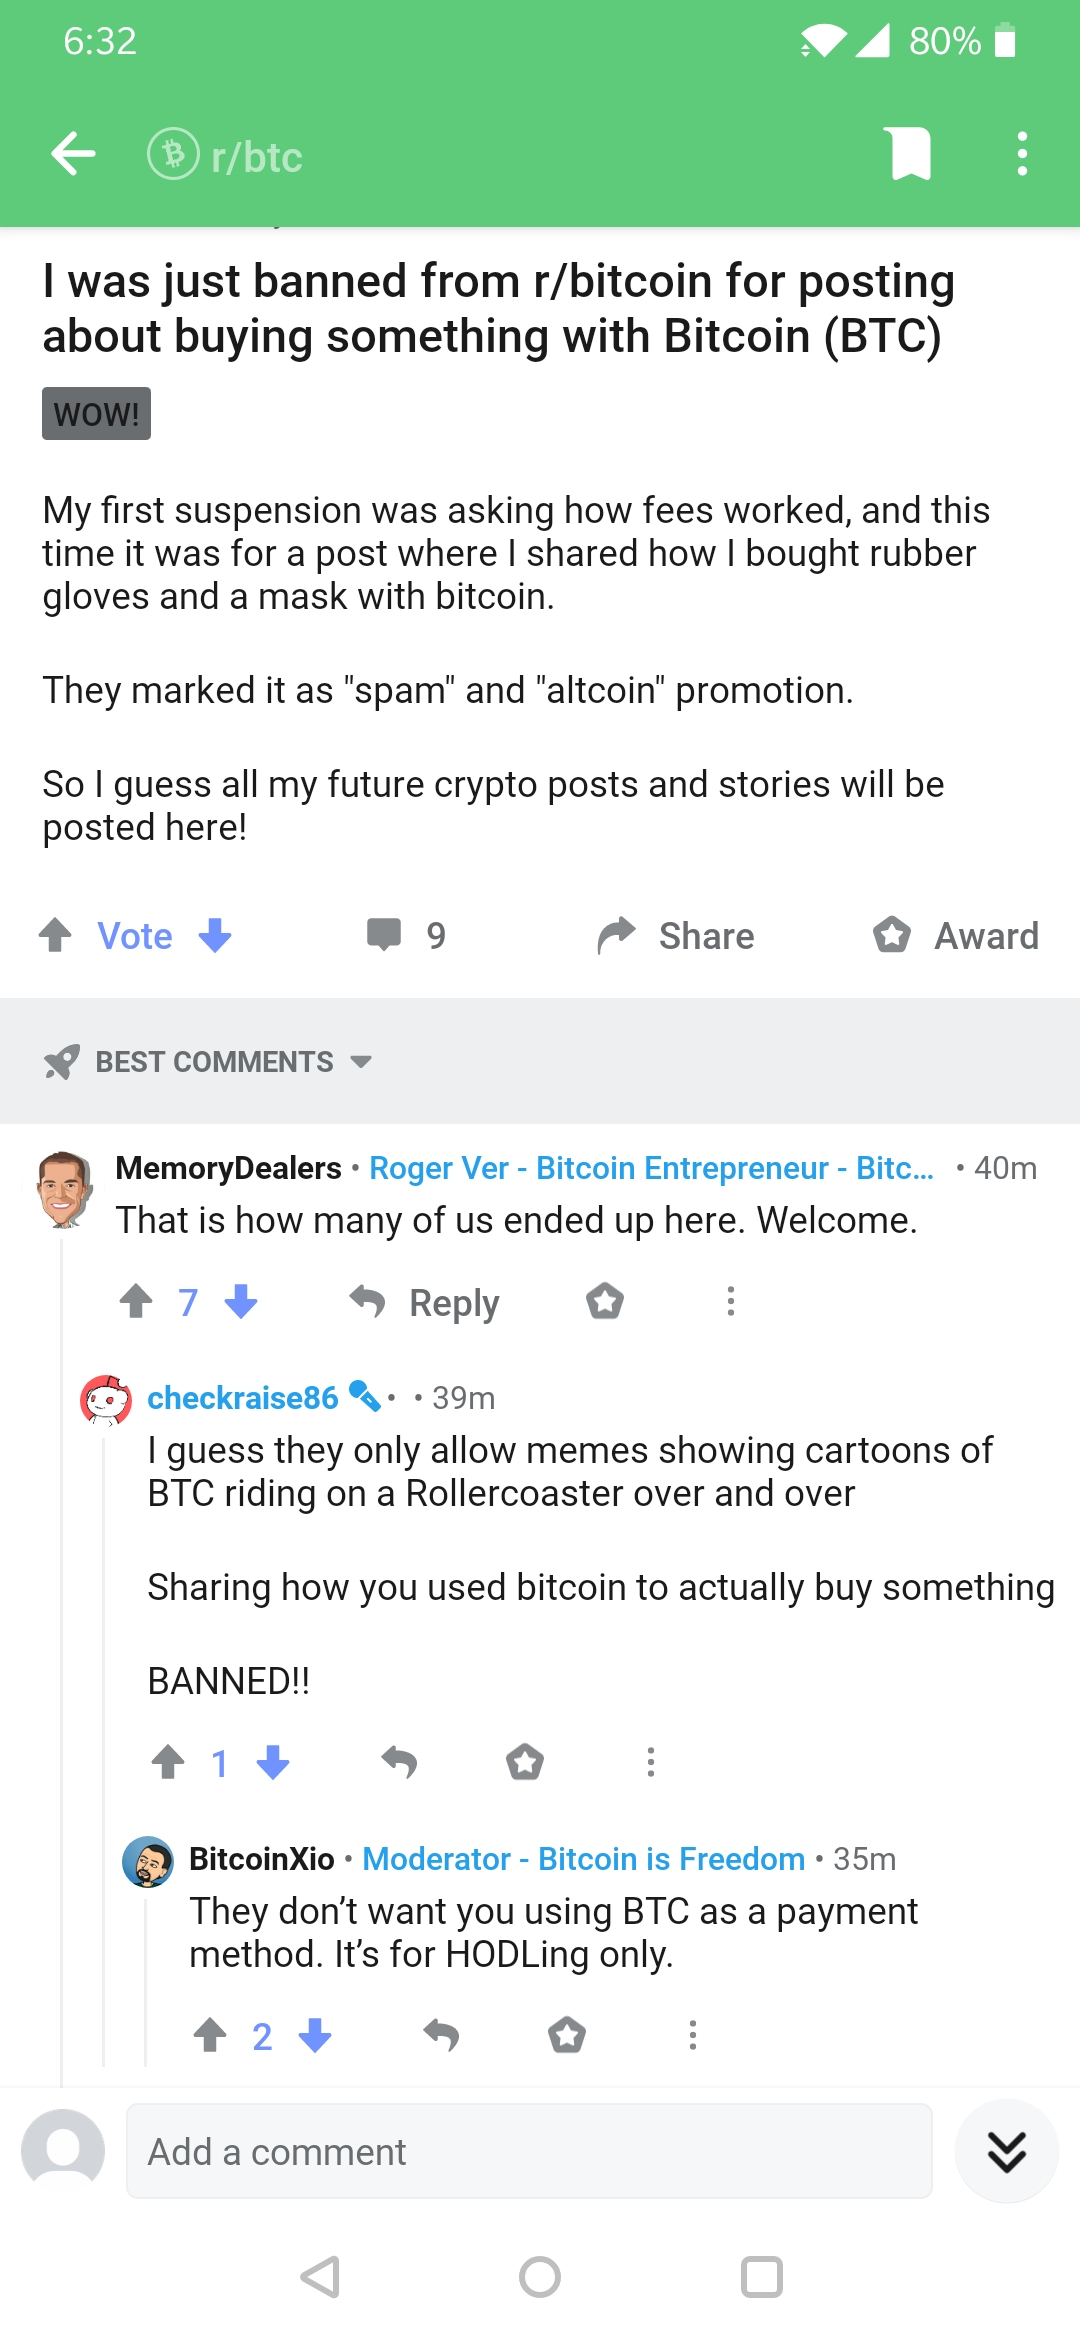 6:32
80%
r/btc
I was just banned from r/bitcoin for posting
about buying something with Bitcoin (BTC)
WOW!
My first suspension was asking how fees worked, and this
time it was for a post where I shared how I bought rubber
gloves and a mask with bitcoin.
They marked it as "spam" and "altcoin" promotion.
So I guess all my future crypto posts and stories will be
posted here!
Vote 9 Share Award
BEST COMMENTS
MemoryDealers • Roger Ver - Bitcoin Entrepreneur - Bitc... • 40m
That is how many of us ended up here. Welcome.
7 Reply
checkraise86 • • 39m
I guess they only allow memes showing cartoons of
BTC riding on a Rollercoaster over and over
Sharing how you used bitcoin to actually buy something
BANNED!!
1
BitcoinXio • Moderator - Bitcoin is Freedom • 35m
They don’t want you using BTC as a payment
method. It’s for HODLing only.
2
Add a comment